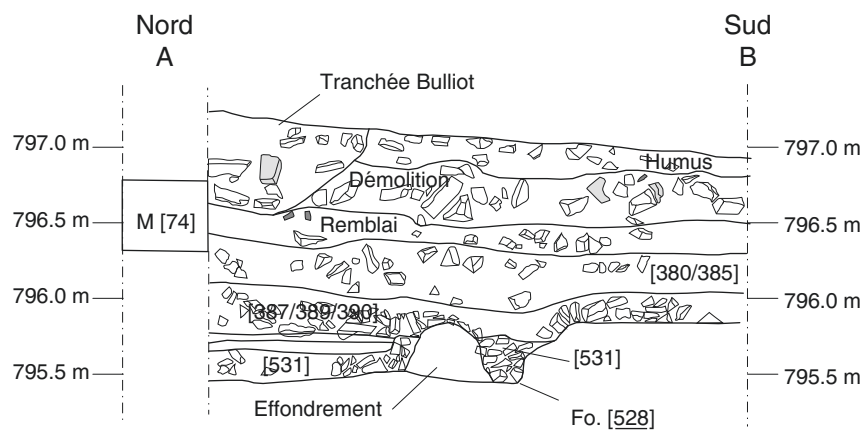 Nord
A
Sud
B
Tranchée Bulliot
797.0 m
797.0 m
Humus
Démolition
M [74]
796.5 m
Remblai
796.5 m
[380/385]
796.0 m
796.0 m
[387/389/390]
[531]
[531]
795.5 m
795.5 m
Effondrement
Fo. [528]